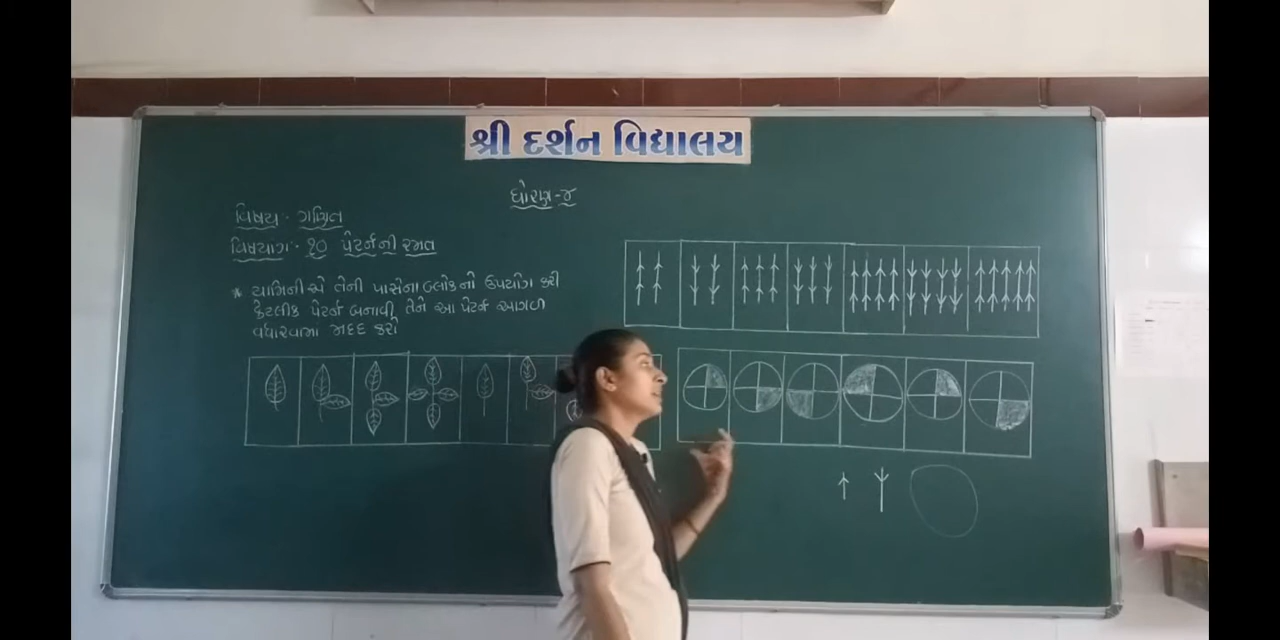 શ્રી દર્શન વિદ્યાલય
ધોરણ-૪
વિષય - ગણિત
વિષયાંગ - ૧૦ પેટર્નની રમત
* યામિનીએ તેની પાસેના બ્લોકનો ઉપયોગ કરી
કેટલીક પેટર્ન બનાવી તેને આ પેટર્ન આગળ
વધારવામાં મદદ કરો